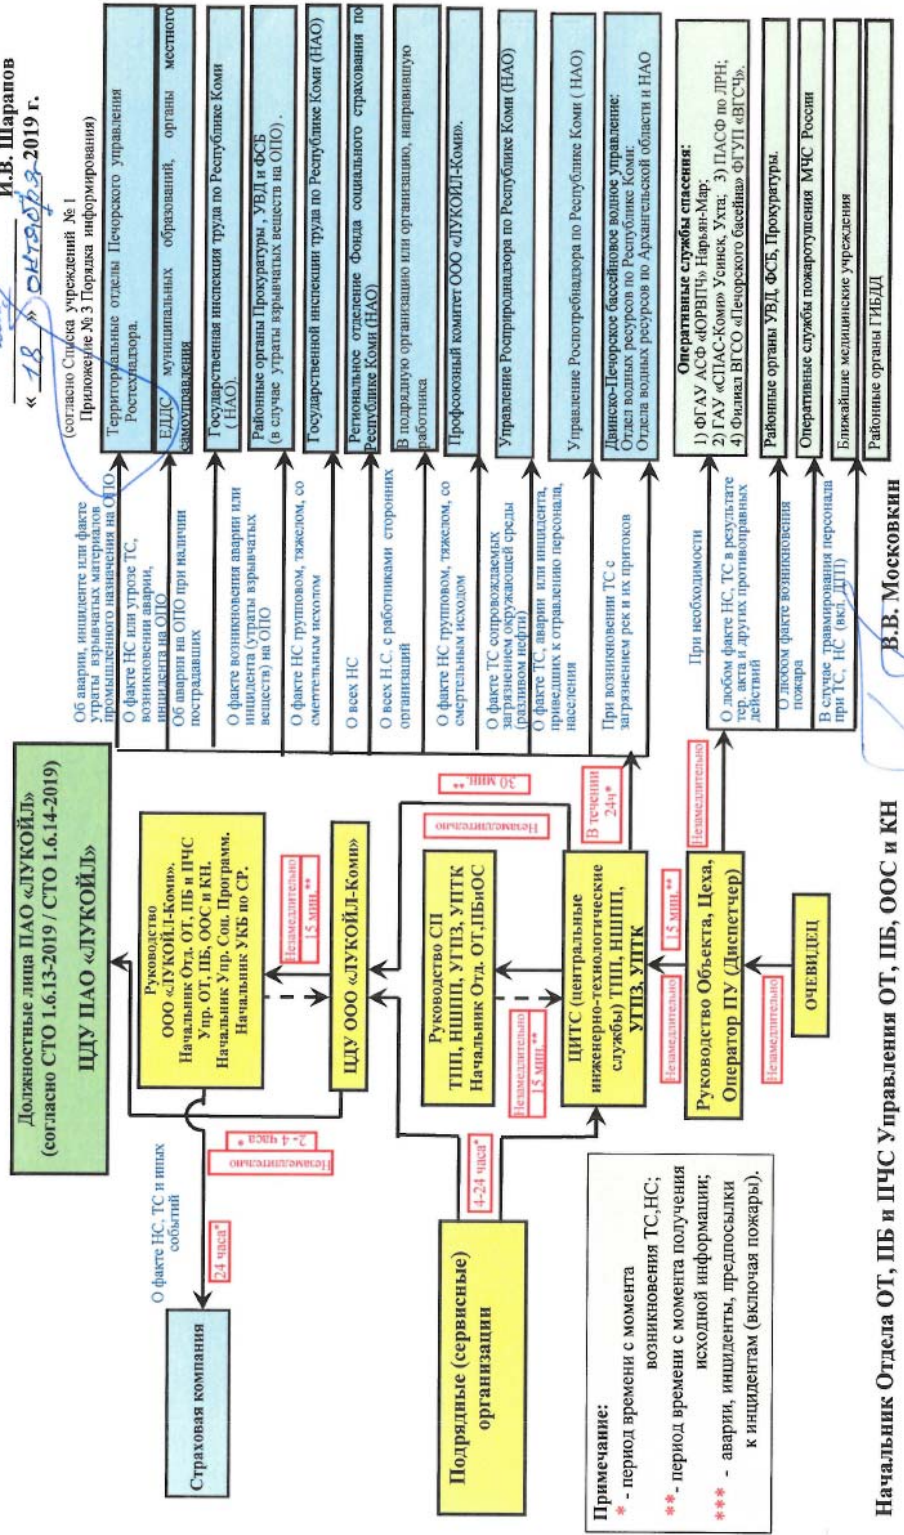 И.В. Шарапов
« 18 » октября 2019 г.
(согласно Списка учреждений № 1
Приложение № 3 Порядка информирования)
Должностные лица ПАО «ЛУКОЙЛ»
(согласно СТО 1.6.13-2019 / СТО 1.6.14-2019)
ЦДУ ПАО «ЛУКОЙЛ»
Страховая компания
О факте НС, ТС и иных
событий
24 часа*
Незамедлительно
2- 4 часа *
Руководство
ООО «ЛУКОЙЛ-Коми».
Начальник Отд. ОТ, ПБ и ПЧС
Упр. ОТ, ПБ, ООС и КН.
Начальник Упр. Соц. Программ.
Начальник УКБ по СР.
Незамедлительно
15 мин.**
ЦДУ ООО «ЛУКОЙЛ-Коми»
30 мин. **
Незамедлительно
Руководство СП
ТПП, НШПП, УГПЗ, УПТК
Начальник Отд. ОТ,ПБиОС
Незамедлительно
15 мин.**
Подрядные (сервисные)
организации
4-24 часа*
ЦИТС (центральные
инженерно-технологические
службы) ТПП, НШПП,
УГПЗ, УПТК
В течении
24ч*
Незамедлительно
15 мин.**
Руководство Объекта, Цеха,
Оператор ПУ (Диспетчер)
Незамедлительно
Незамедлительно
ОЧЕВИДЕЦ
Об аварии, инциденте или факте
утраты взрывчатых материалов
промышленного назначения на ОПО
Территориальные отделы Печорского управления
Ростехнадзора.
О факте НС или угрозе ТС,
возникновении аварии,
инцидента на ОПО
ЕДДС муниципальных образований, органы местного
самоуправления
Об аварии на ОПО при наличии
пострадавших
Государственная инспекция труда по Республике Коми
( НАО).
О факте возникновения аварии или
инцидента (утраты взрывчатых
веществ) на ОПО
Районные органы Прокуратуры , УВД и ФСБ
(в случае утраты взрывчатых веществ на ОПО) .
О факте НС групповом, тяжелом, со
смертельным исходом
Государственной инспекции труда по Республике Коми (НАО)
О всех НС
Региональное отделение Фонда социального страхования по
Республике Коми (НАО)
О всех Н.С. с работниками сторонних
организаций
В подрядную организацию или организацию, направившую
работника
О факте НС групповом, тяжелом, со
смертельным исходом
Профсоюзный комитет ООО «ЛУКОЙЛ-Коми».
О факте ТС сопровождаемых
загрязнением окружающей среды
(разливом нефти)
Управление Росприроднадзора по Республике Коми (НАО)
О факте ТС, аварии или инцидента,
приведших к отравлению персонала,
населения
Управление Роспотребнадзора по Республике Коми ( НАО)
При возникновении ТС с
загрязнением рек и их притоков
Двинско-Печорское бассейновое водное управление:
Отдел водных ресурсов по Республике Коми;
Отдела водных ресурсов по Архангельской области и НАО
При необходимости
Оперативные службы спасения:
1) ФГАУ АСФ «ЮРВПЧ» Нарьян-Мар;
2) ГАУ «СПАС-Коми» Усинск, Ухта; 3) ПАСФ по ЛРН;
4) Филиал ВГСО «Печорского бассейна» ФГУП «ВГСЧ».
Незамедлительно
О любом факте НС, ТС в результате
тер. акта и других противоправных
действий
Районные органы УВД, ФСБ, Прокуратуры.
О любом факте возникновения
пожара
Оперативные службы пожаротушения МЧС России
В случае травмирования персонала
при ТС, НС (вкл. ДТП)
Ближайшие медицинские учреждения
Районные органы ГИБДД
Примечание:
* - период времени с момента
возникновения ТС,НС;
** - период времени с момента получения
исходной информации;
*** - аварии, инциденты, предпосылки
к инцидентам (включая пожары).
Начальник Отдела ОТ, ПБ и ПЧС Управления ОТ, ПБ, ООС и КН
В.В. Московкин